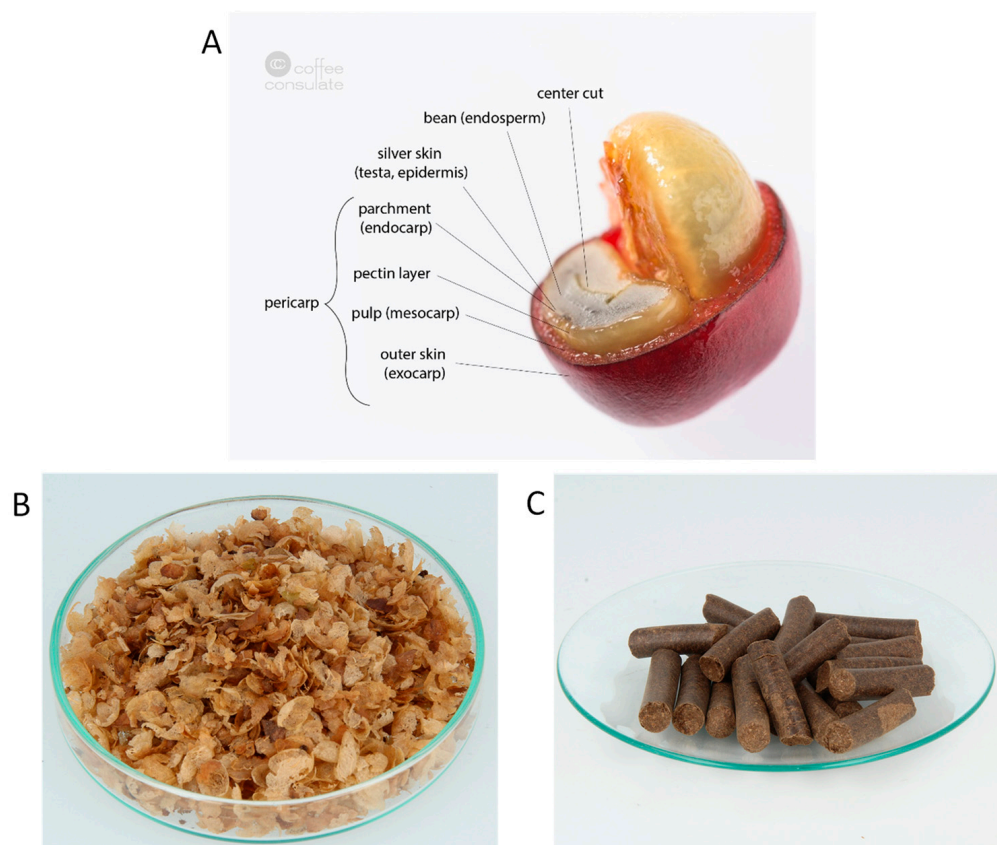 A
coffee
consulate
center cut
bean (endosperm)
silver skin
(testa, epidermis)
parchment
(endocarp)
pectin layer
pericarp
pulp (mesocarp)
outer skin
(exocarp)
B
C